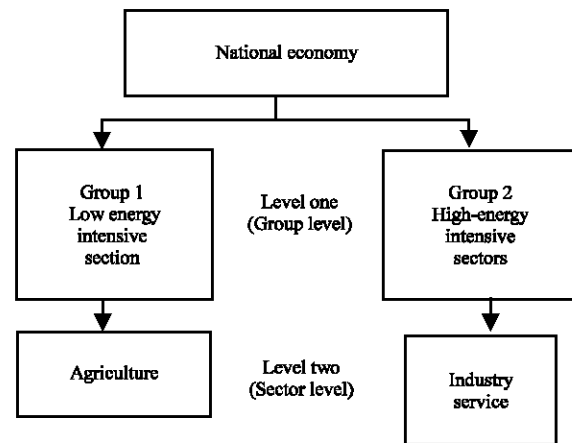 National economy
Group 1
Low energy
intensive
section
Level one
(Group level)
Group 2
High-energy
intensive
sectors
Agriculture
Level two
(Sector level)
Industry
service